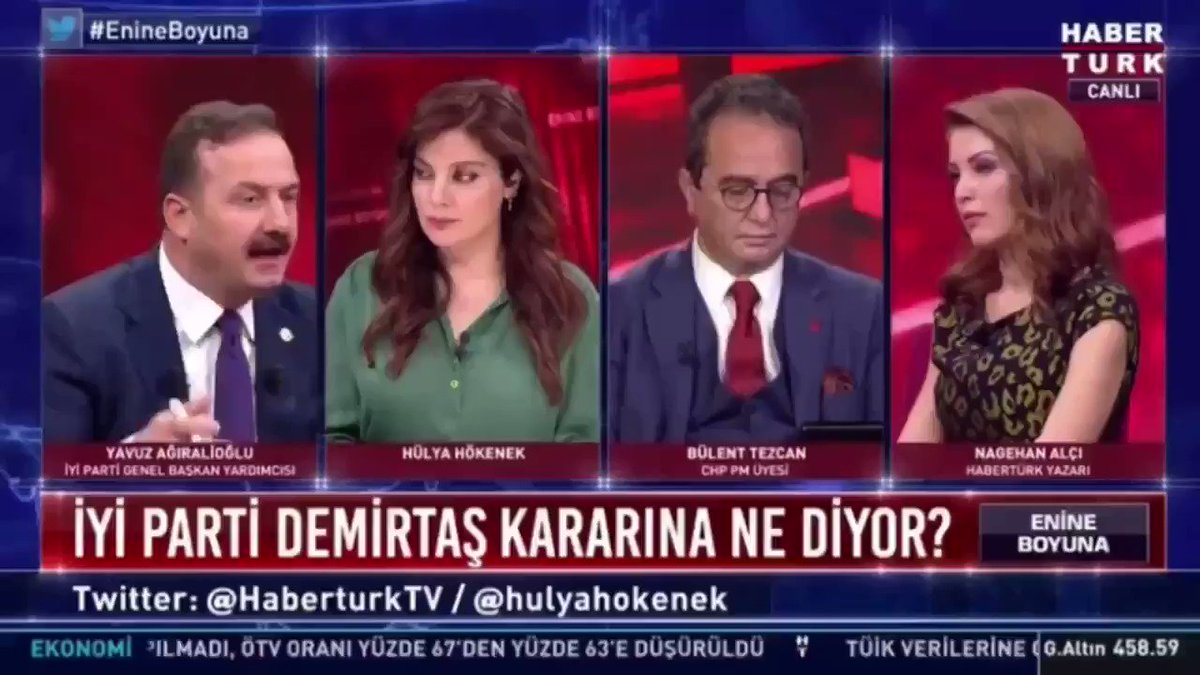 #EnineBoyuna
HABER
TURK
CANLI
YAVUZ AĞIRALİOĞLU
İYİ PARTİ GENEL BAŞKAN YARDIMCISI
HÜLYA HÖKENEK
BÜLENT TEZCAN
CHP PM ÜYESİ
NAGEHAN ALÇI
HABERTÜRK YAZARI
İYİ PARTİ DEMİRTAŞ KARARINA NE DİYOR?
ENİNE
BOYUNA
Twitter: @HaberturkTV / @hulyahokenek
EKONOMİ ILMADI, ÖTV ORANI YÜZDE 67'DEN YÜZDE 63'E DÜŞÜRÜLDÜ TÜİK VERİLERİNE G.Altın 458.59